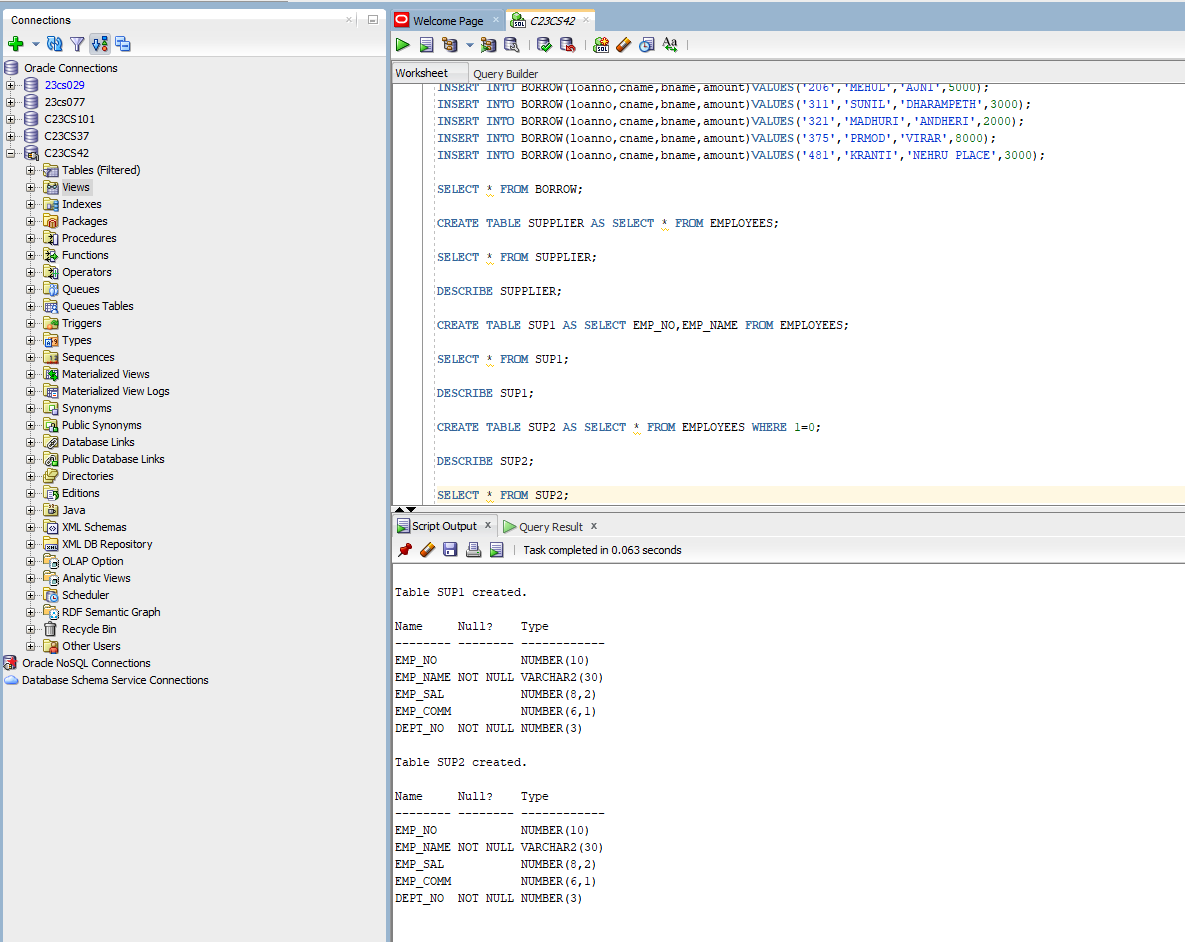 Connections
Oracle Connections
23cs029
23cs077
C23CS101
C23CS37
C23CS42
Tables (Filtered)
Views
Indexes
Packages
Procedures
Functions
Operators
Queues
Queues Tables
Triggers
Types
Sequences
Materialized Views
Materialized View Logs
Synonyms
Public Synonyms
Database Links
Public Database Links
Directories
Editions
Java
XML Schemas
XML DB Repository
OLAP Option
Analytic Views
Scheduler
RDF Semantic Graph
Recycle Bin
Other Users
Oracle NoSQL Connections
Database Schema Service Connections
Welcome Page
C23CS42
Worksheet Query Builder
INSERT INTO BORROW(loanno,cname,bname,amount)VALUES('206','MEHUL','AJNI',5000);
INSERT INTO BORROW(loanno,cname,bname,amount)VALUES('311','SUNIL','DHARAMPETH',3000);
INSERT INTO BORROW(loanno,cname,bname,amount)VALUES('321','MADHURI','ANDHERI',2000);
INSERT INTO BORROW(loanno,cname,bname,amount)VALUES('375','PRMOD','VIRAR',8000);
INSERT INTO BORROW(loanno,cname,bname,amount)VALUES('481','KRANTI','NEHRU PLACE',3000);
SELECT * FROM BORROW;
CREATE TABLE SUPPLIER AS SELECT * FROM EMPLOYEES;
SELECT * FROM SUPPLIER;
DESCRIBE SUPPLIER;
CREATE TABLE SUP1 AS SELECT EMP_NO,EMP_NAME FROM EMPLOYEES;
SELECT * FROM SUP1;
DESCRIBE SUP1;
CREATE TABLE SUP2 AS SELECT * FROM EMPLOYEES WHERE 1=0;
DESCRIBE SUP2;
SELECT * FROM SUP2;
Script Output x Query Result x
Task completed in 0.063 seconds
Table SUP1 created.
Name Null? Type
-------- -------- ------------
EMP_NO NUMBER(10)
EMP_NAME NOT NULL VARCHAR2(30)
EMP_SAL NUMBER(8,2)
EMP_COMM NUMBER(6,1)
DEPT_NO NOT NULL NUMBER(3)
Table SUP2 created.
Name Null? Type
-------- -------- ------------
EMP_NO NUMBER(10)
EMP_NAME NOT NULL VARCHAR2(30)
EMP_SAL NUMBER(8,2)
EMP_COMM NUMBER(6,1)
DEPT_NO NOT NULL NUMBER(3)